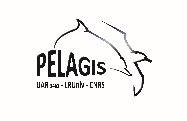 PELAGIS
UAR 3462 - LRUNIV - CNRS